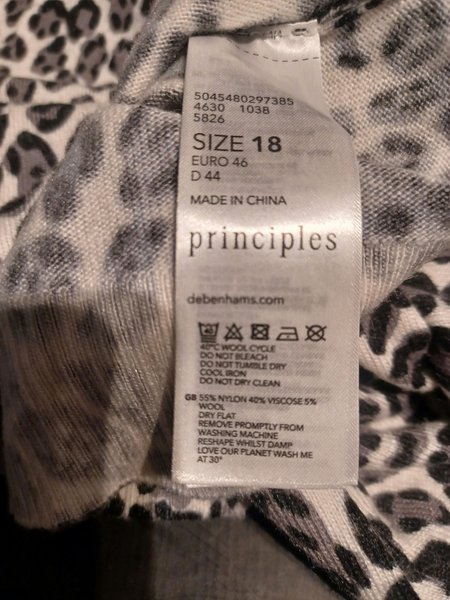 5045480297385
4630 103B
5826
SIZE 18
EURO 46
D 44
MADE IN CHINA
principles
debenhams.com
40°C WOOL CYCLE
DO NOT BLEACH
DO NOT TUMBLE DRY
COOL IRON
DO NOT DRY CLEAN
GB 55% NYLON 40% VISCOSE 5%
WOOL
DRY FLAT
REMOVE PROMPTLY FROM
WASHING MACHINE
RESHAPE WHILST DAMP
LOVE OUR PLANET WASH ME
AT 30°